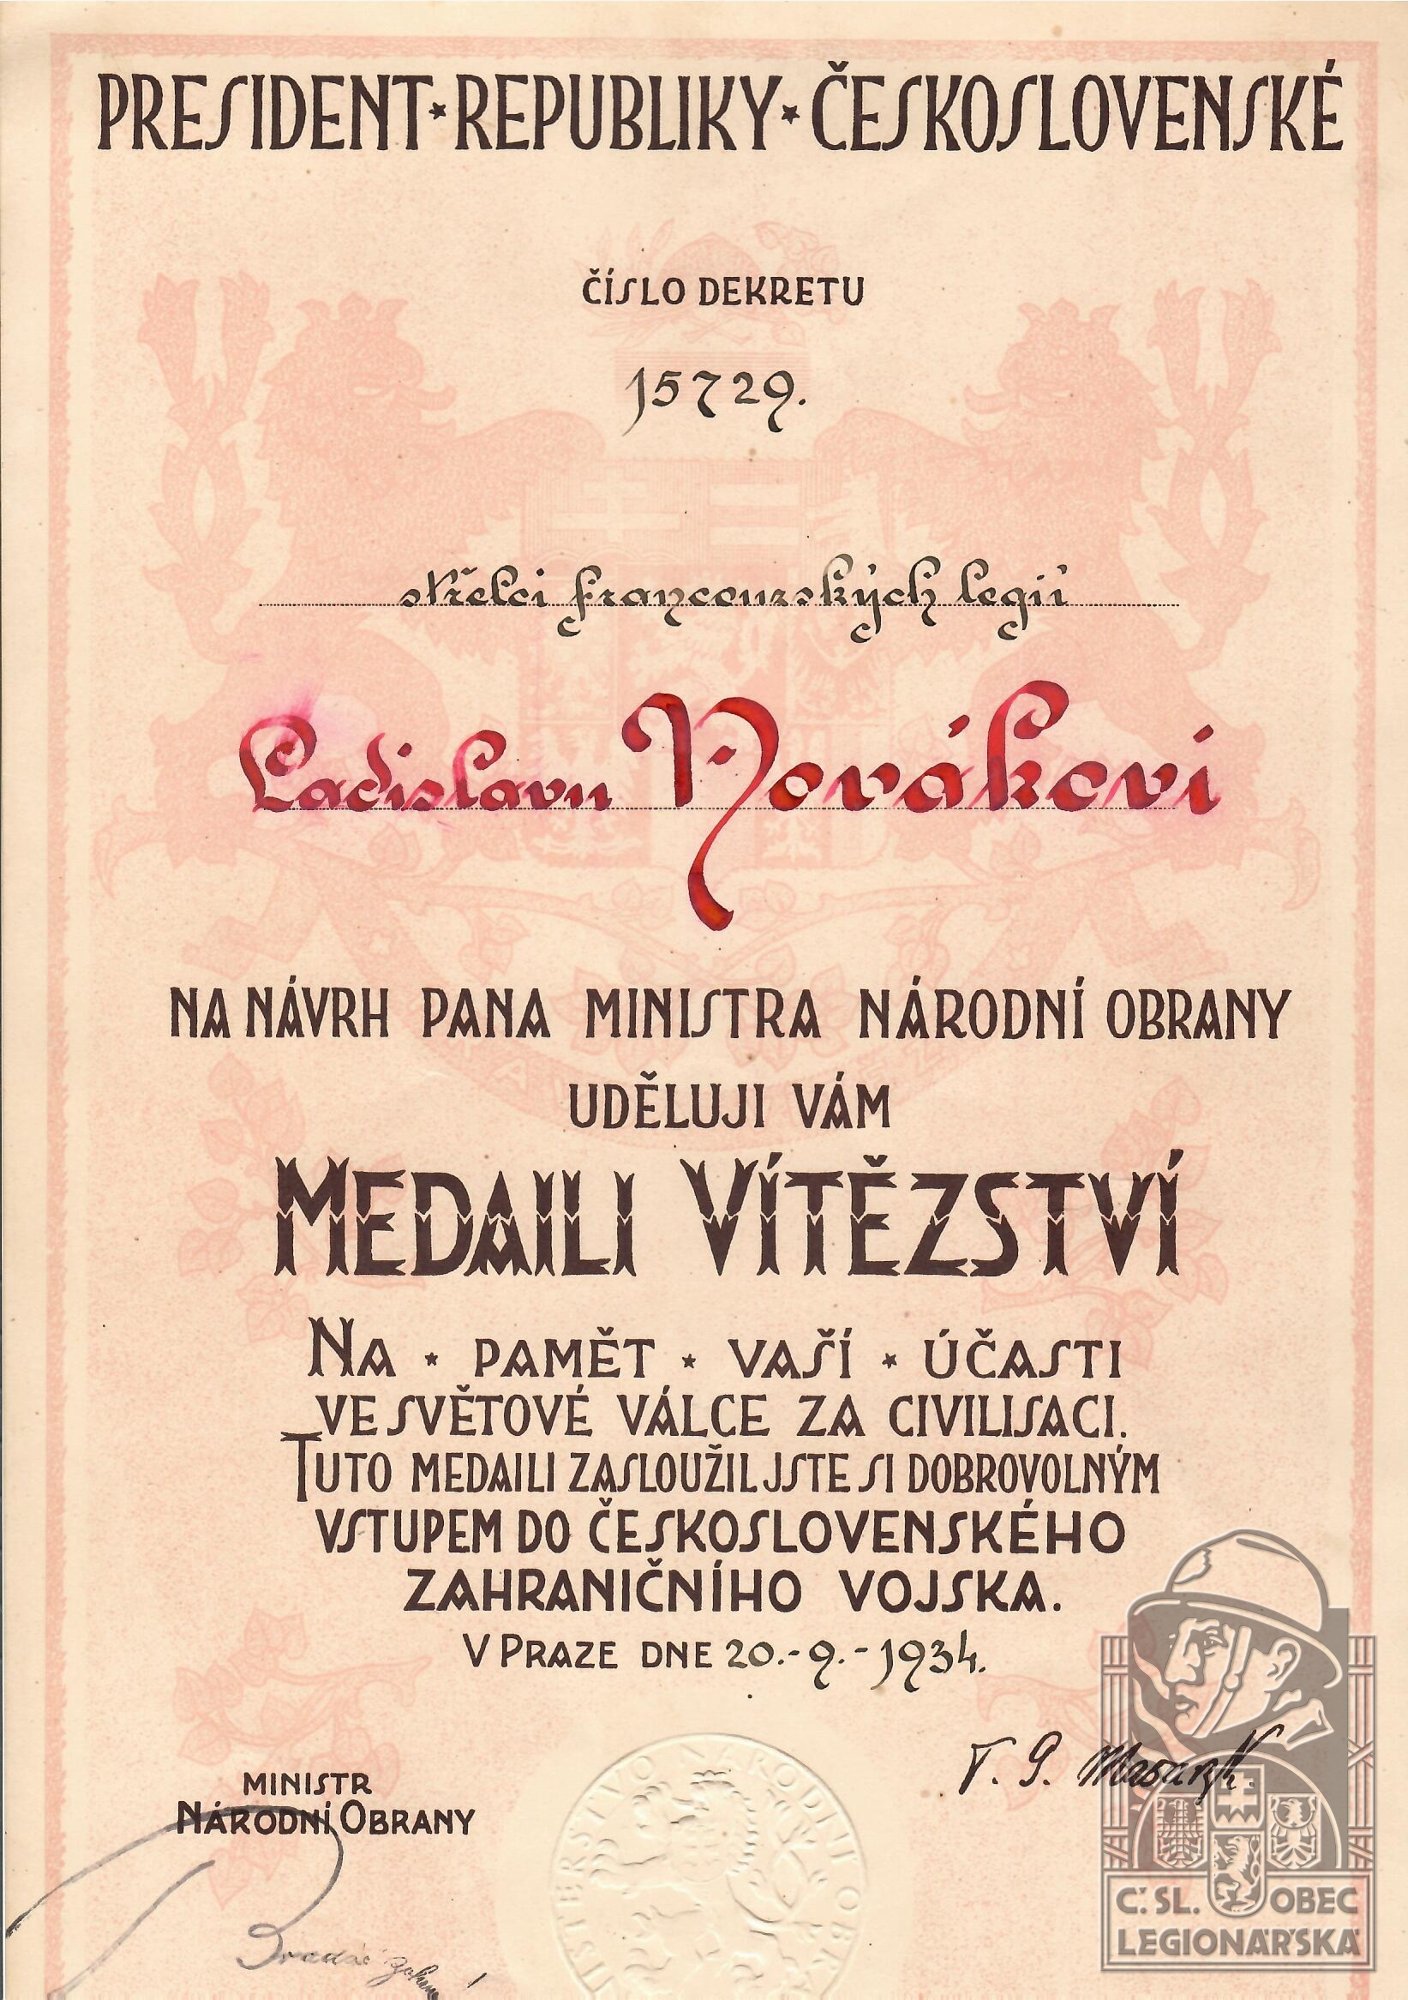 PRESIDENT * REPUBLIKY * ČESKOSLOVENSKÉ
ČÍSLO DEKRETU
15729.
střelci francouzských legií
Ladislavu Novákovi
NA NÁVRH PANA MINISTRA NÁRODNÍ OBRANY
UDĚLUJI VÁM
MEDAILI VÍTĚZSTVÍ
NA * PAMĚT * VAŠÍ * ÚČASTI
VE SVĚTOVÉ VÁLCE ZA CIVILISACI.
TUTO MEDAILI ZASLOUŽIL JSTE SI DOBROVOLNÝM
VSTUPEM DO ČESKOSLOVENSKÉHO
ZAHRANIČNÍHO VOJSKA.
V PRAZE DNE 20.-9.-1934.
T. G. Masaryk.
MINISTR
NÁRODNÍ OBRANY
Bradáč
Č.SL. OBEC
LEGIONÁŘSKÁ